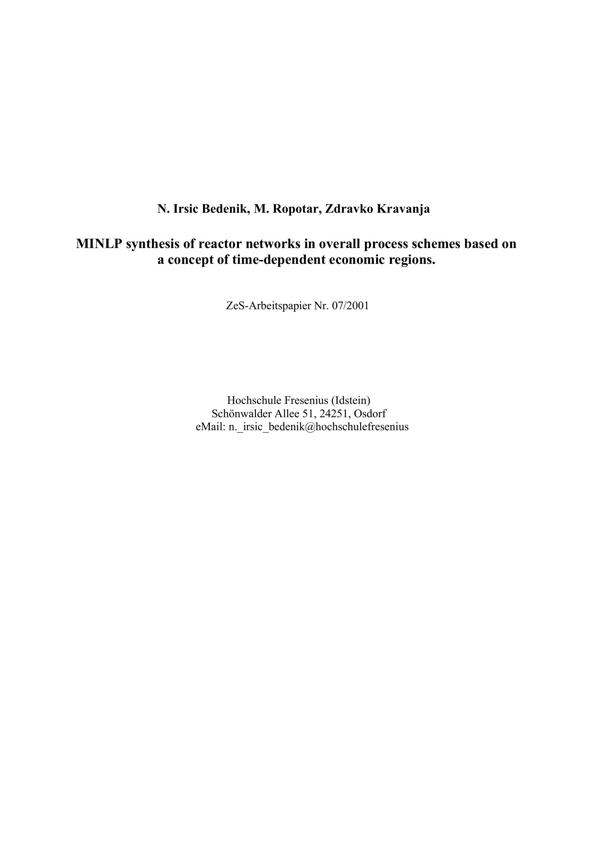 N. Irsic Bedenik, M. Ropotar, Zdravko Kravanja
MINLP synthesis of reactor networks in overall process schemes based on
a concept of time-dependent economic regions.
ZeS-Arbeitspapier Nr. 07/2001
Hochschule Fresenius (Idstein)
Schönwalder Allee 51, 24251, Osdorf
eMail: n._irsic_bedenik@hochschulefresenius